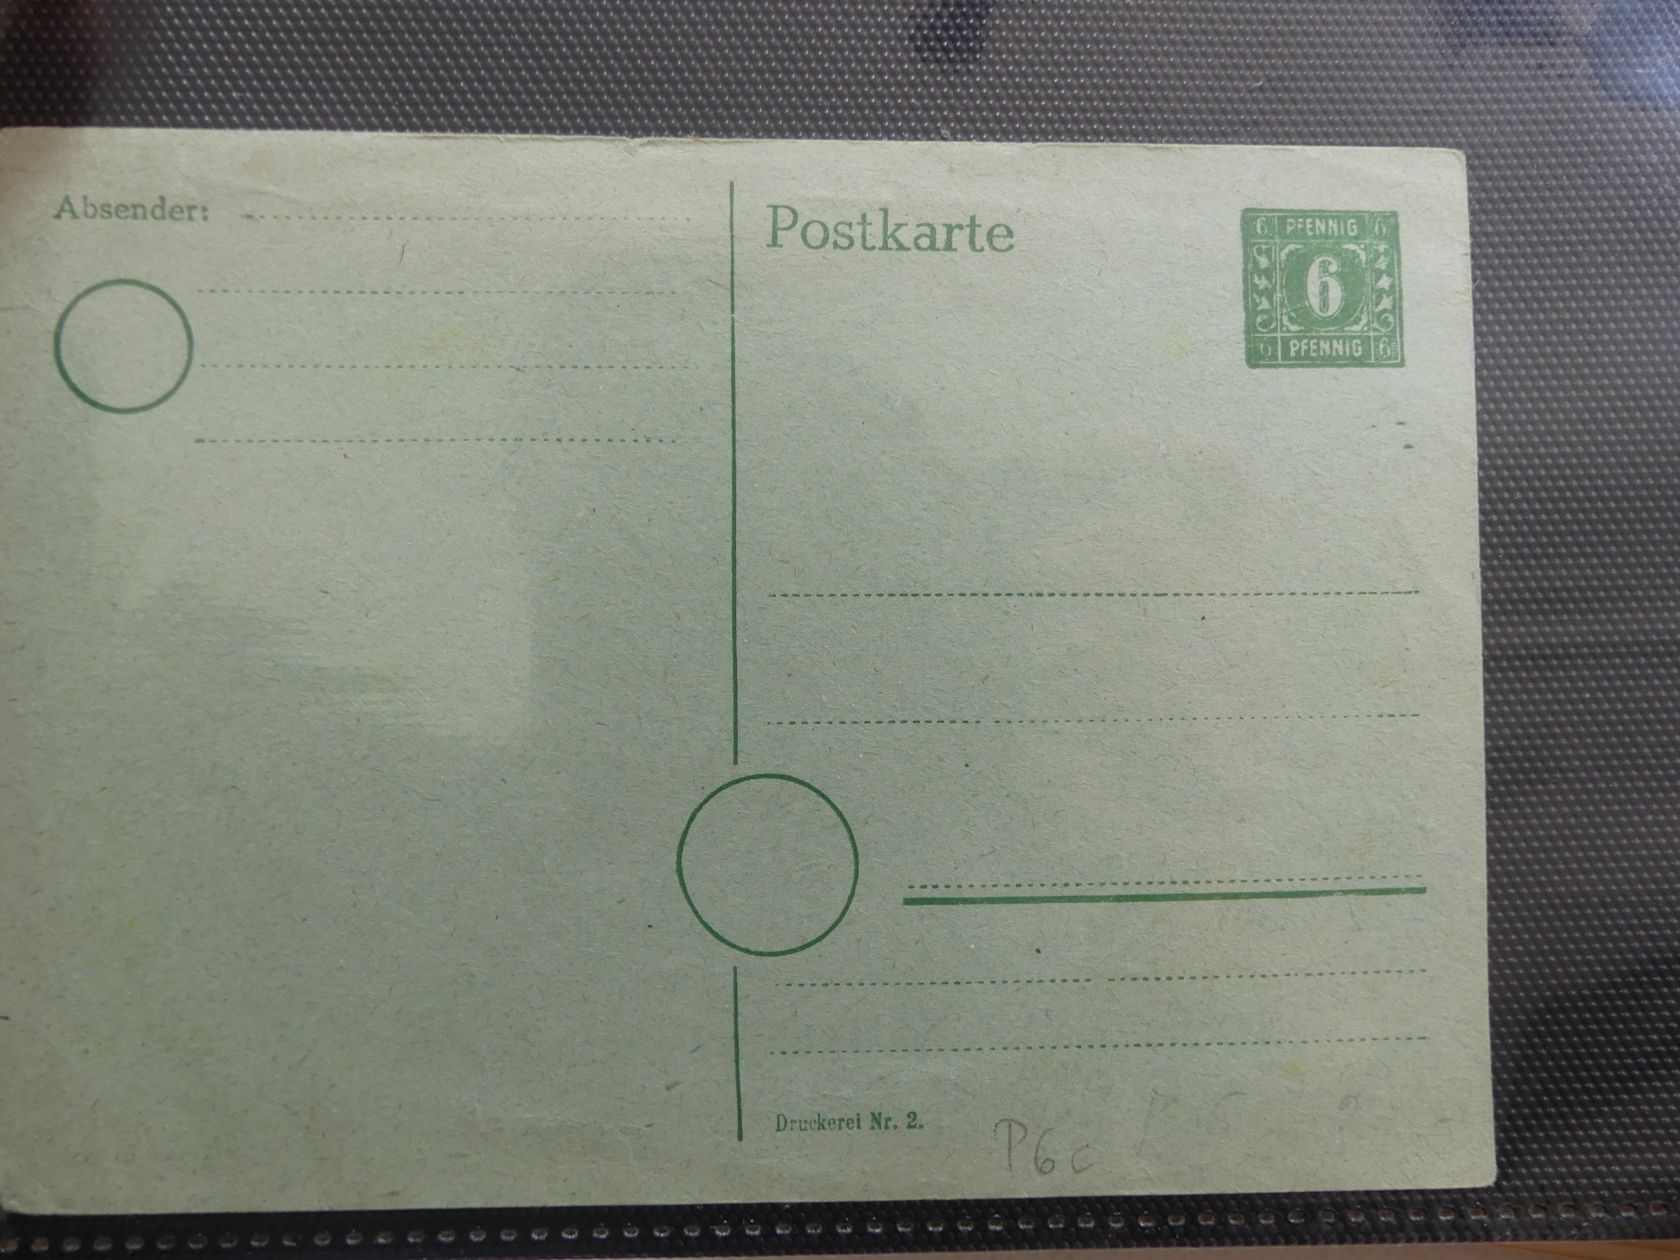 Absender:
Postkarte
6 PFENNIG 6
6
6 PFENNIG 6
Druckerei Nr. 2.
P6c